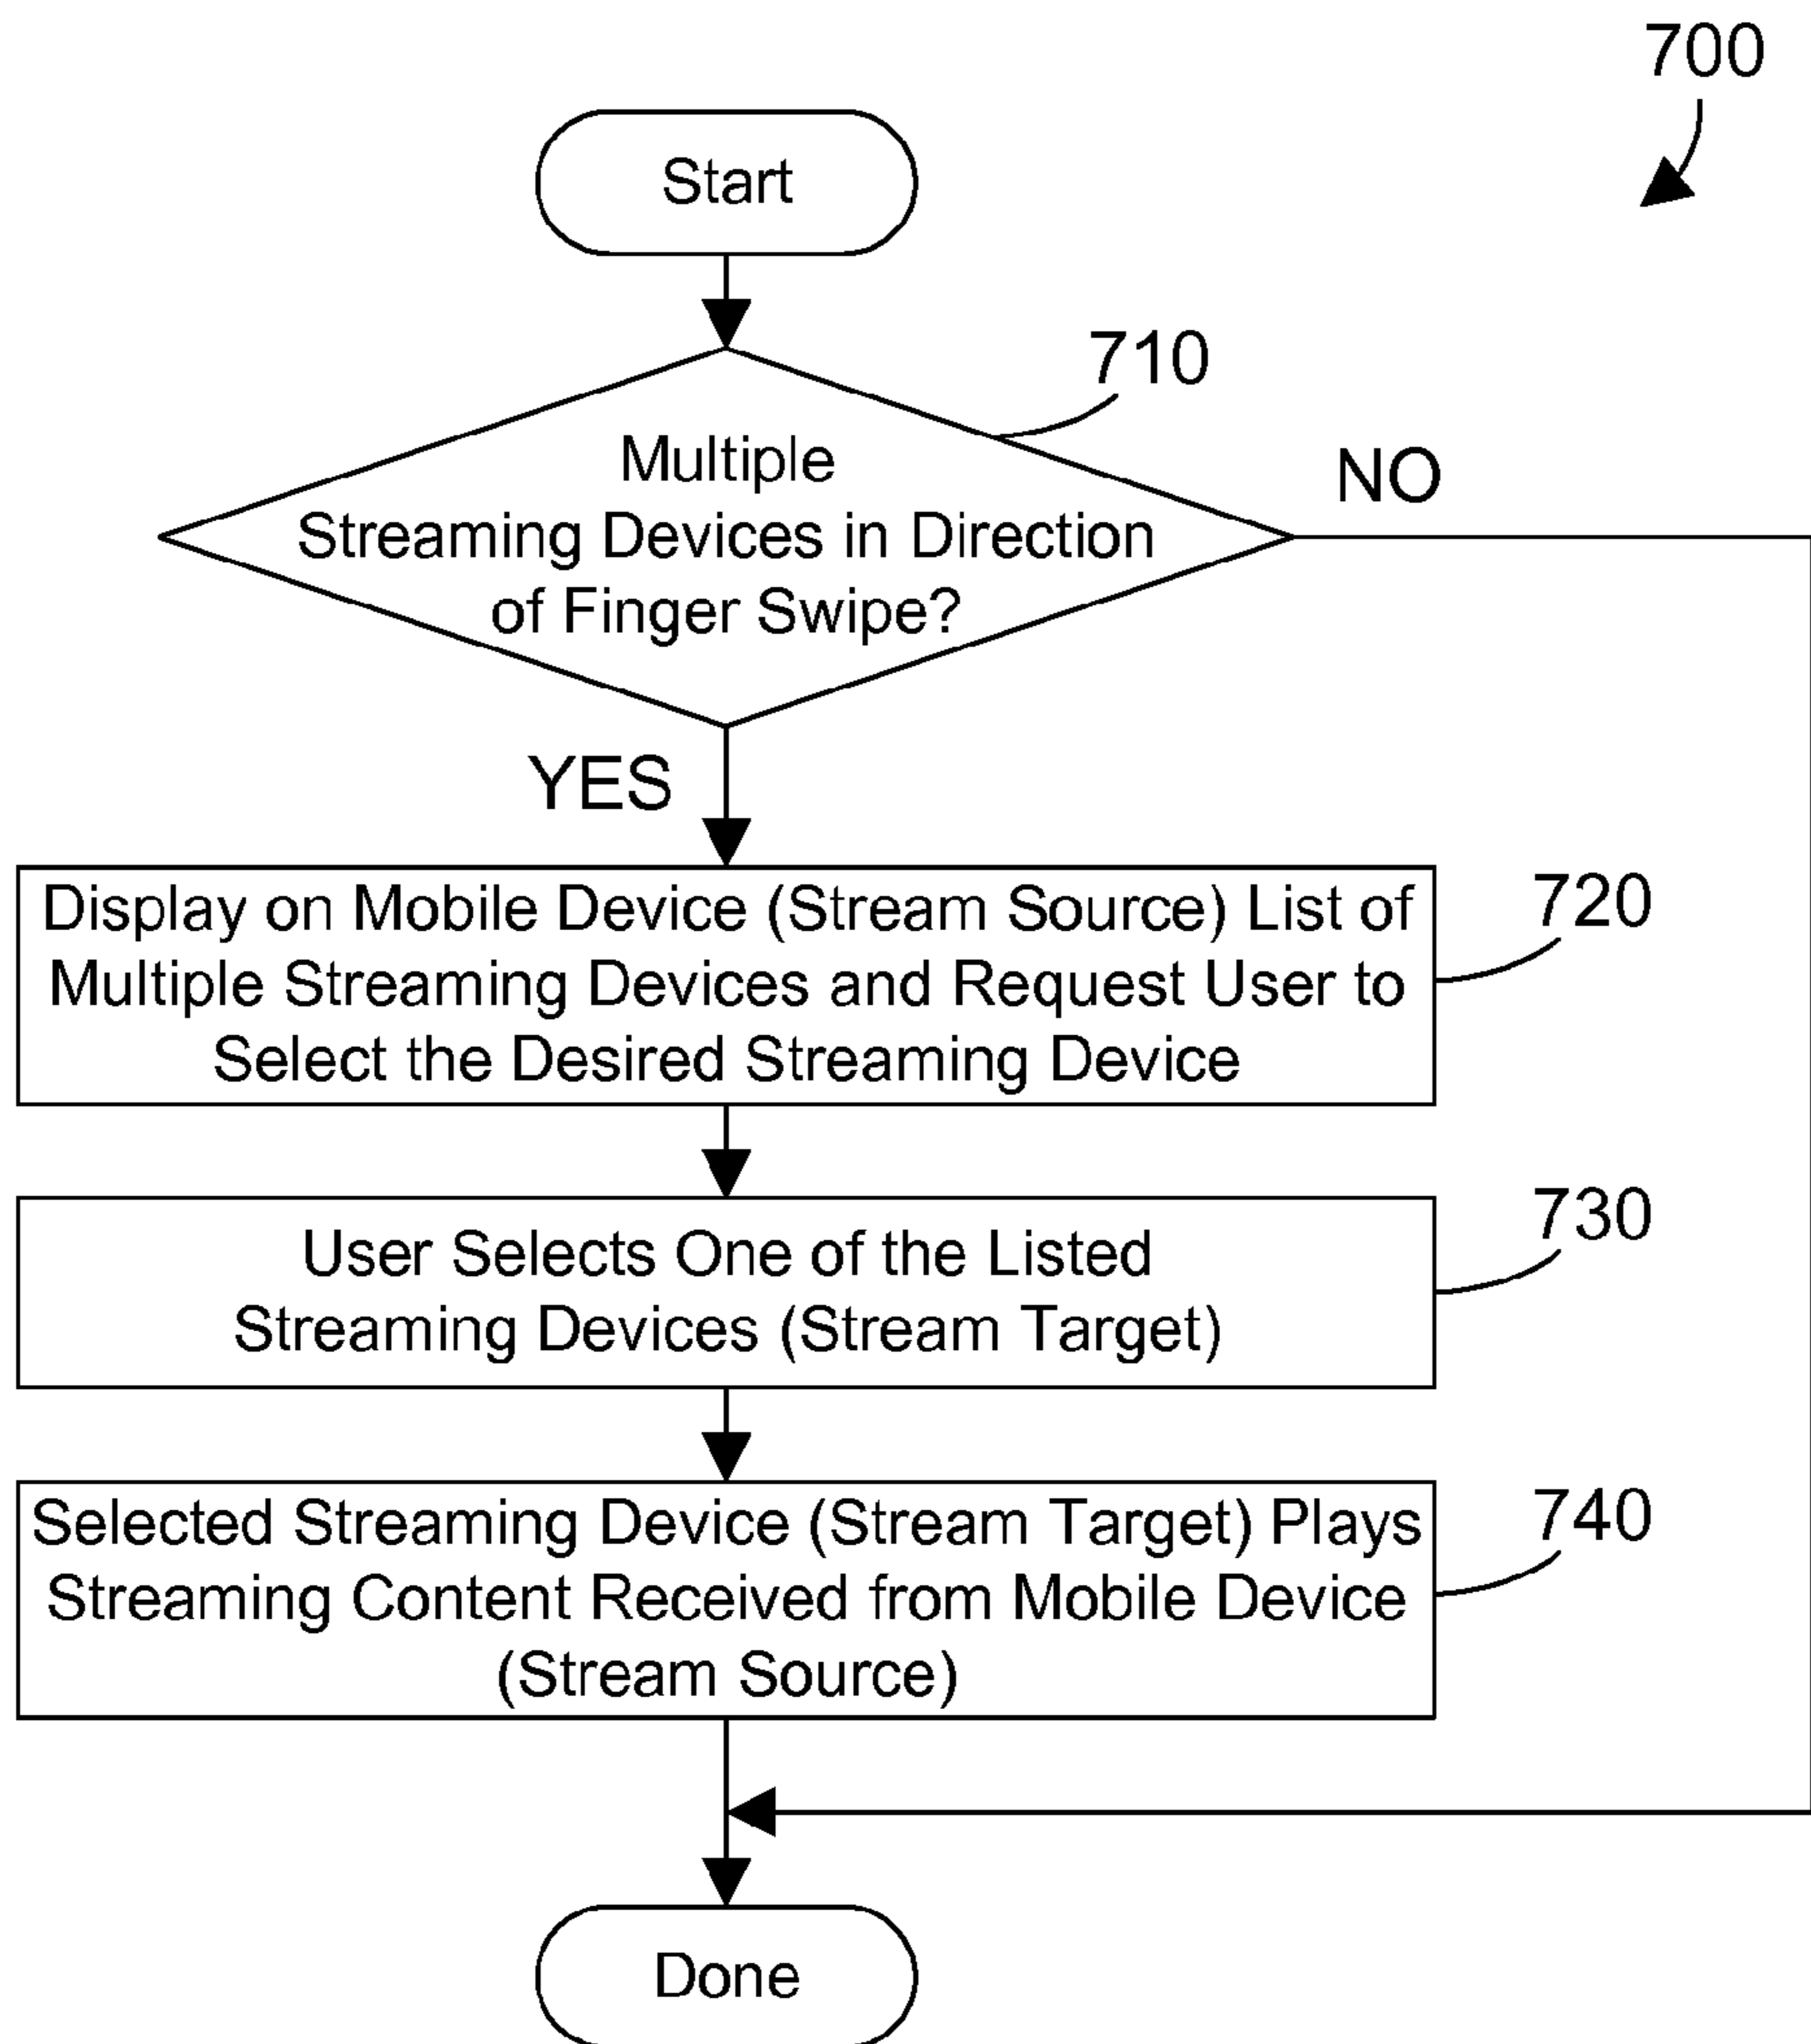 700
Start
710
Multiple
Streaming Devices in Direction
of Finger Swipe?
NO
YES
Display on Mobile Device (Stream Source) List of
Multiple Streaming Devices and Request User to
Select the Desired Streaming Device
720
User Selects One of the Listed
Streaming Devices (Stream Target)
730
Selected Streaming Device (Stream Target) Plays
Streaming Content Received from Mobile Device
(Stream Source)
740
Done